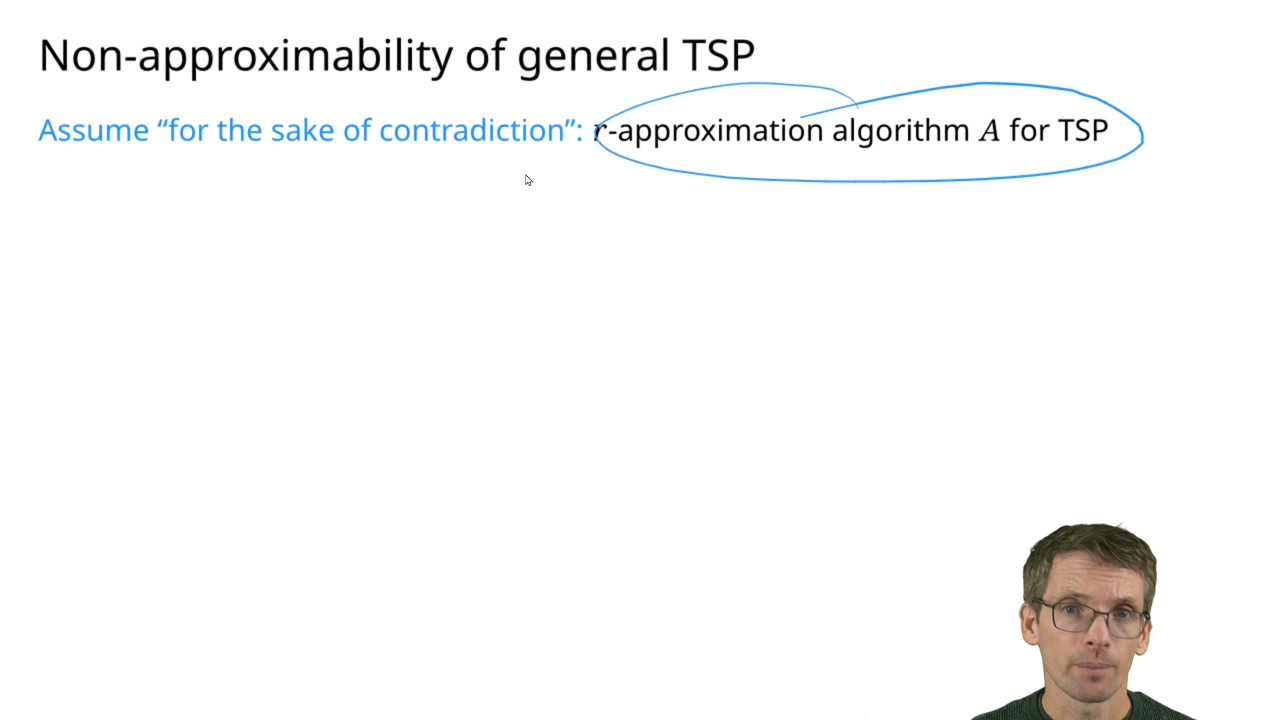 Non-approximability of general TSP
Assume “for the sake of contradiction”: r-approximation algorithm A for TSP